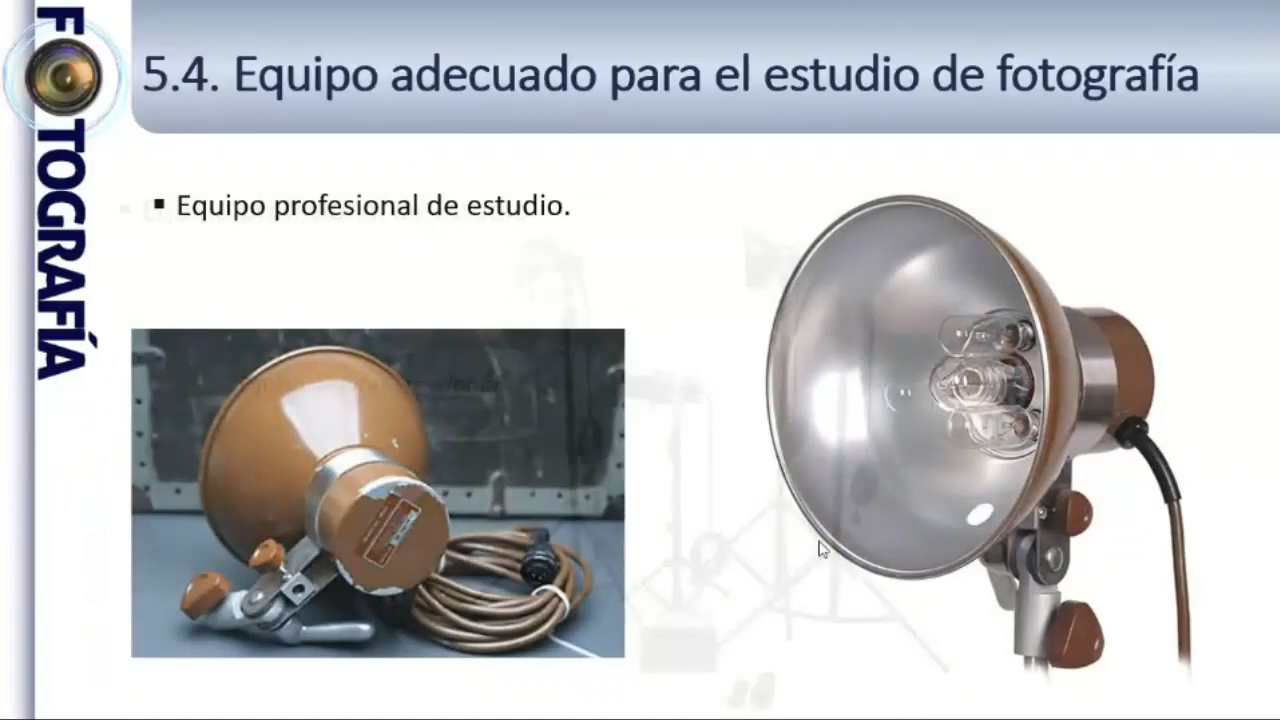 FOTOGRAFÍA
5.4. Equipo adecuado para el estudio de fotografía
▪ Equipo profesional de estudio.